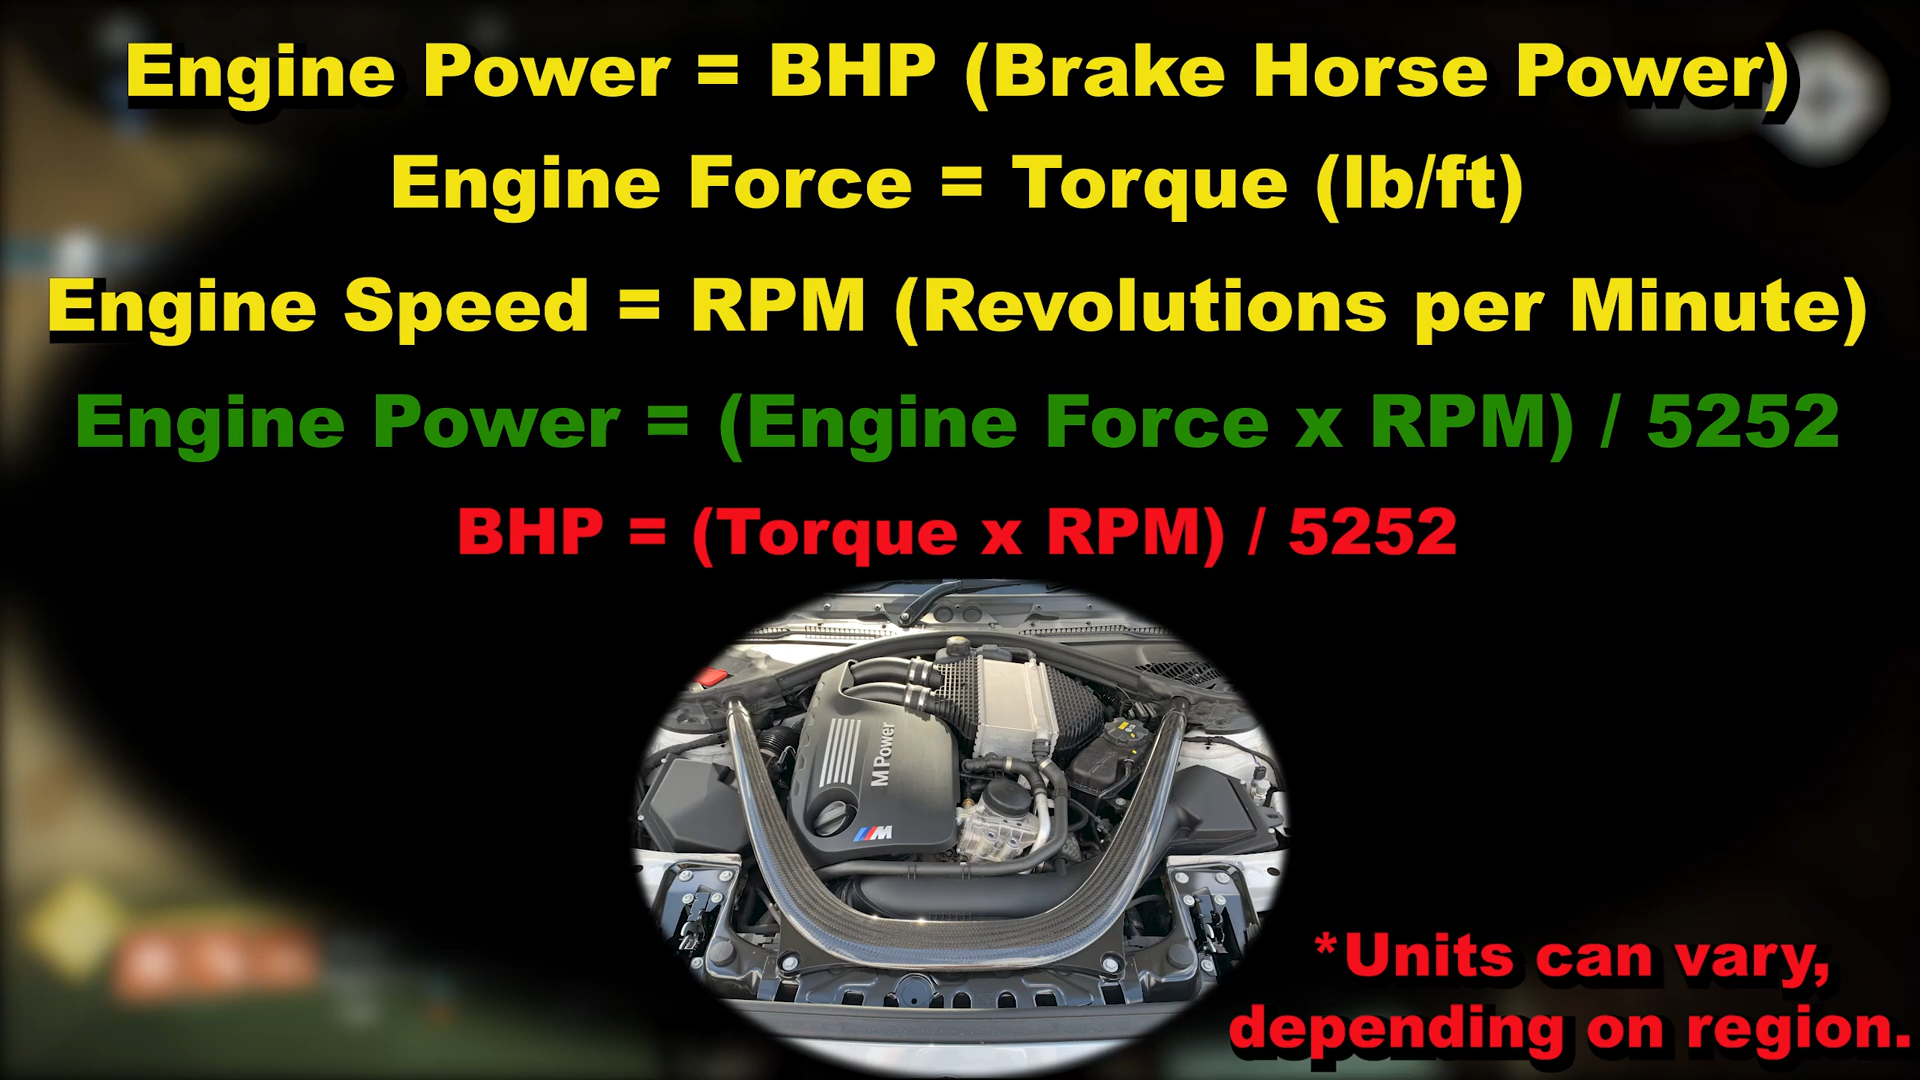 Engine Power = BHP (Brake Horse Power)
Engine Force = Torque (lb/ft)
Engine Speed = RPM (Revolutions per Minute)
Engine Power = (Engine Force x RPM) / 5252
BHP = (Torque x RPM) / 5252
M Power
M
*Units can vary,
depending on region.